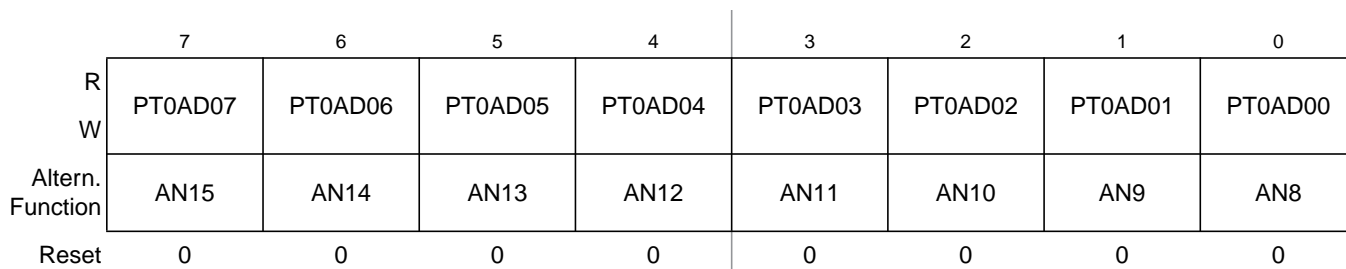 7 6 5 4 3 2 1 0
R
W
PT0AD07 PT0AD06 PT0AD05 PT0AD04 PT0AD03 PT0AD02 PT0AD01 PT0AD00
Altern.
Function
AN15 AN14 AN13 AN12 AN11 AN10 AN9 AN8
Reset 0 0 0 0 0 0 0 0